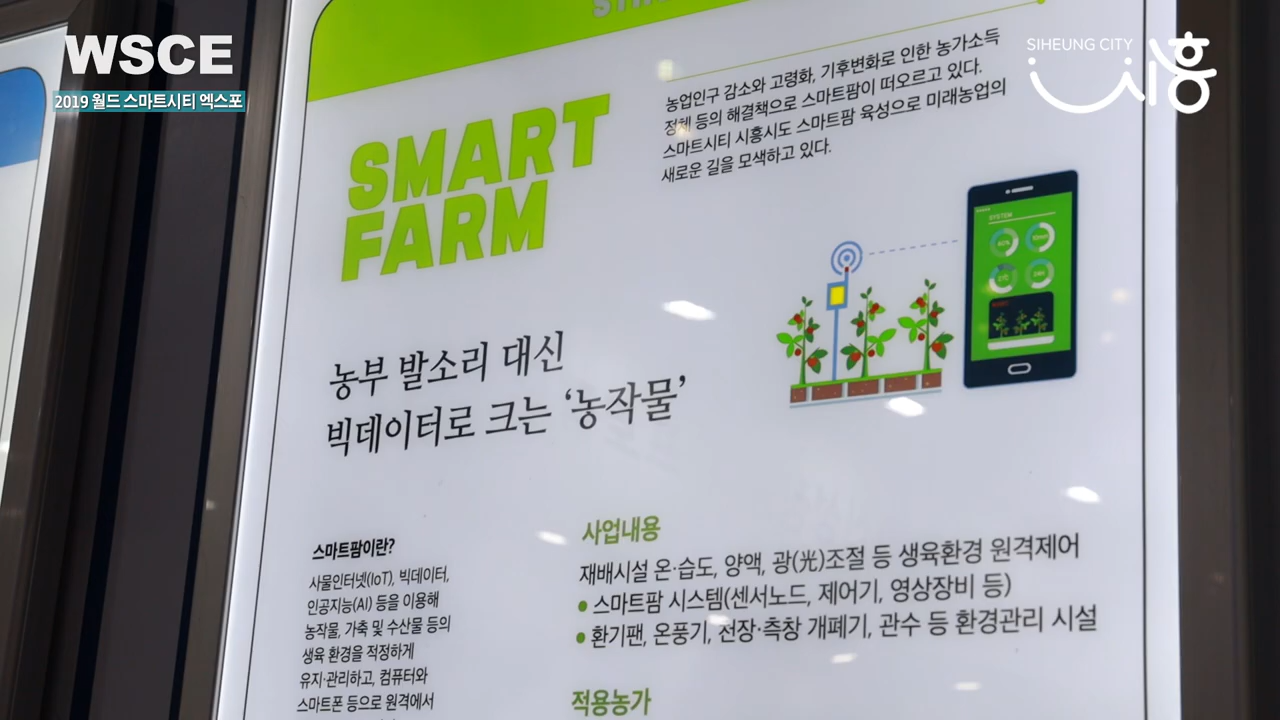 WSCE
2019 월드 스마트시티 엑스포
SIHEUNG CITY
시흥
SMART
FARM
농업인구 감소와 고령화, 기후변화로 인한 농가소득
정체 등의 해결책으로 스마트팜이 떠오르고 있다.
스마트시티 시흥시도 스마트팜 육성으로 미래농업의
새로운 길을 모색하고 있다.
SYSTEM
농부 발소리 대신
빅데이터로 크는 ‘농작물’
스마트팜이란?
사물인터넷(IoT), 빅데이터,
인공지능(AI) 등을 이용해
농작물, 가축 및 수산물 등의
생육 환경을 적정하게
유지·관리하고, 컴퓨터와
스마트폰 등으로 원격에서
사업내용
재배시설 온·습도, 양액, 광(光)조절 등 생육환경 원격제어
• 스마트팜 시스템(센서노드, 제어기, 영상장비 등)
• 환기팬, 온풍기, 천장·측창 개폐기, 관수 등 환경관리 시설
적용농가